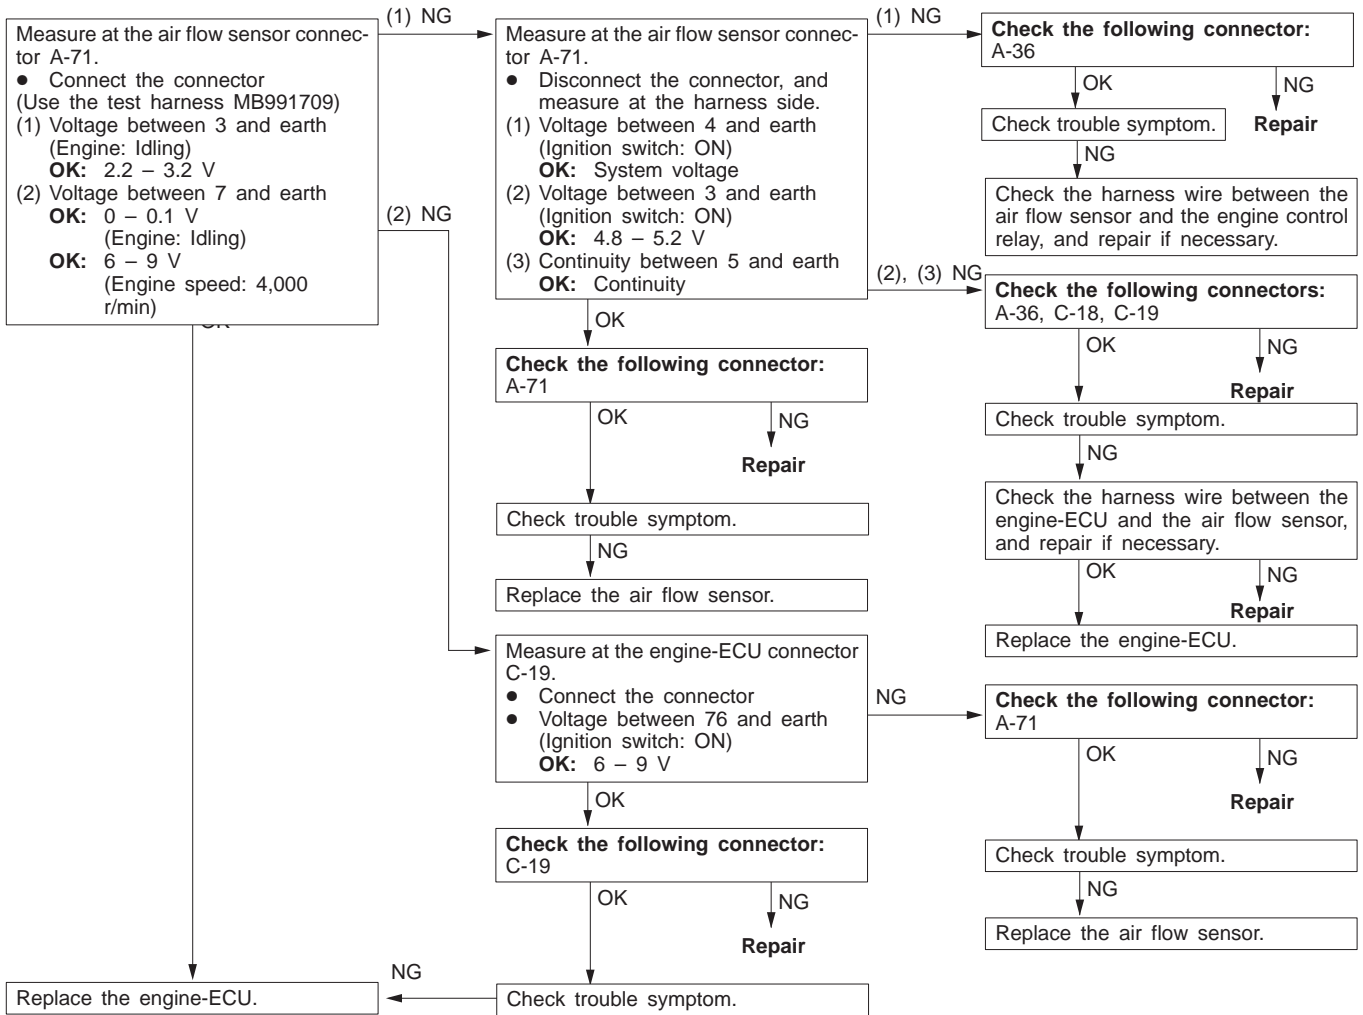 (1) NG
Measure at the air flow sensor connec-
tor A-71.
● Connect the connector
(Use the test harness MB991709)
(1) Voltage between 3 and earth
(Engine: Idling)
OK: 2.2 – 3.2 V
(2) Voltage between 7 and earth
OK: 0 – 0.1 V
(Engine: Idling)
OK: 6 – 9 V
(Engine speed: 4,000
r/min)
(2) NG
OK
Measure at the air flow sensor connec-
tor A-71.
● Disconnect the connector, and
measure at the harness side.
(1) Voltage between 4 and earth
(Ignition switch: ON)
OK: System voltage
(2) Voltage between 3 and earth
(Ignition switch: ON)
OK: 4.8 – 5.2 V
(3) Continuity between 5 and earth
OK: Continuity
(1) NG
Check the following connector:
A-36
OK
NG
Check trouble symptom.
Repair
NG
Check the harness wire between the
air flow sensor and the engine control
relay, and repair if necessary.
(2), (3) NG
Check the following connectors:
A-36, C-18, C-19
OK
NG
Repair
Check trouble symptom.
NG
Check the harness wire between the
engine-ECU and the air flow sensor,
and repair if necessary.
OK
NG
Repair
Replace the engine-ECU.
OK
Check the following connector:
A-71
OK
NG
Repair
Check trouble symptom.
NG
Replace the air flow sensor.
Measure at the engine-ECU connector
C-19.
● Connect the connector
● Voltage between 76 and earth
(Ignition switch: ON)
OK: 6 – 9 V
NG
Check the following connector:
A-71
OK
NG
Repair
Check trouble symptom.
NG
Replace the air flow sensor.
OK
Check the following connector:
C-19
OK
NG
Repair
Check trouble symptom.
NG
Replace the engine-ECU.